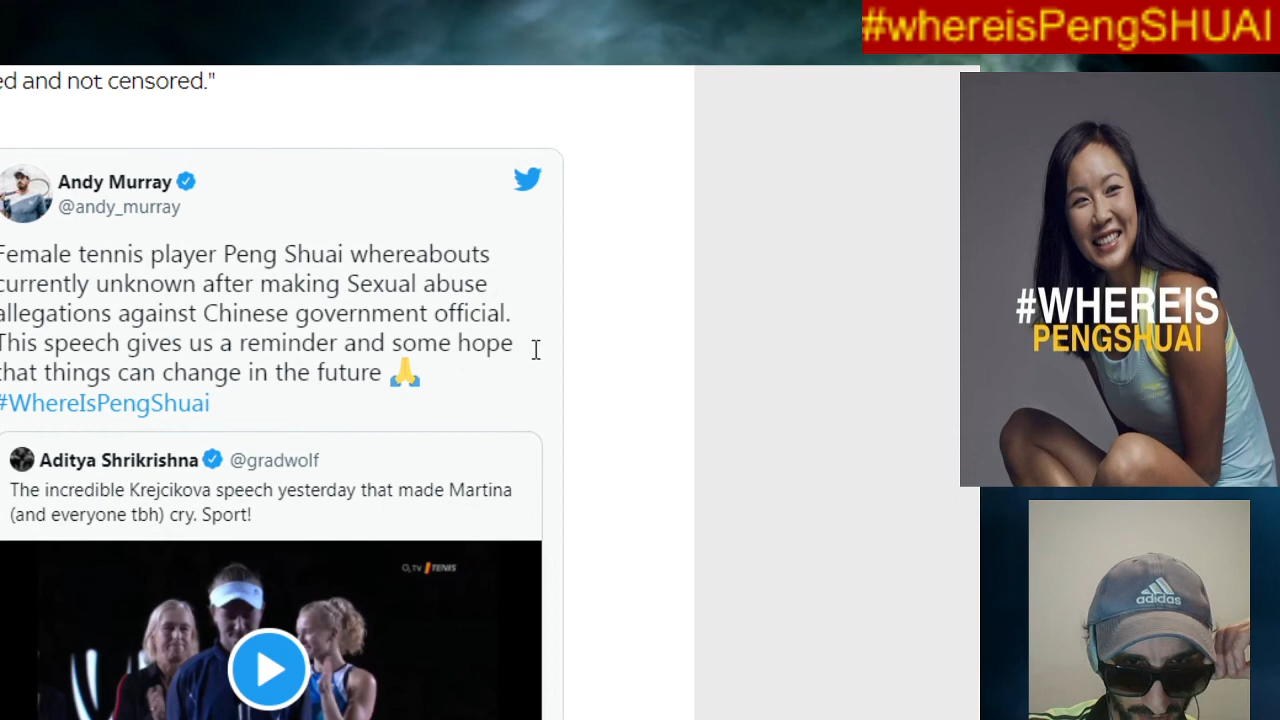 #whereisPengSHUAI
ed and not censored."
Andy Murray
@andy_murray
Female tennis player Peng Shuai whereabouts
currently unknown after making Sexual abuse
allegations against Chinese government official.
This speech gives us a reminder and some hope
that things can change in the future 🙏
#WhereIsPengShuai
Aditya Shrikrishna @gradwolf
The incredible Krejcikova speech yesterday that made Martina
(and everyone tbh) cry. Sport!
O2 TV TENIS
#WHEREIS
PENGSHUAI
adidas